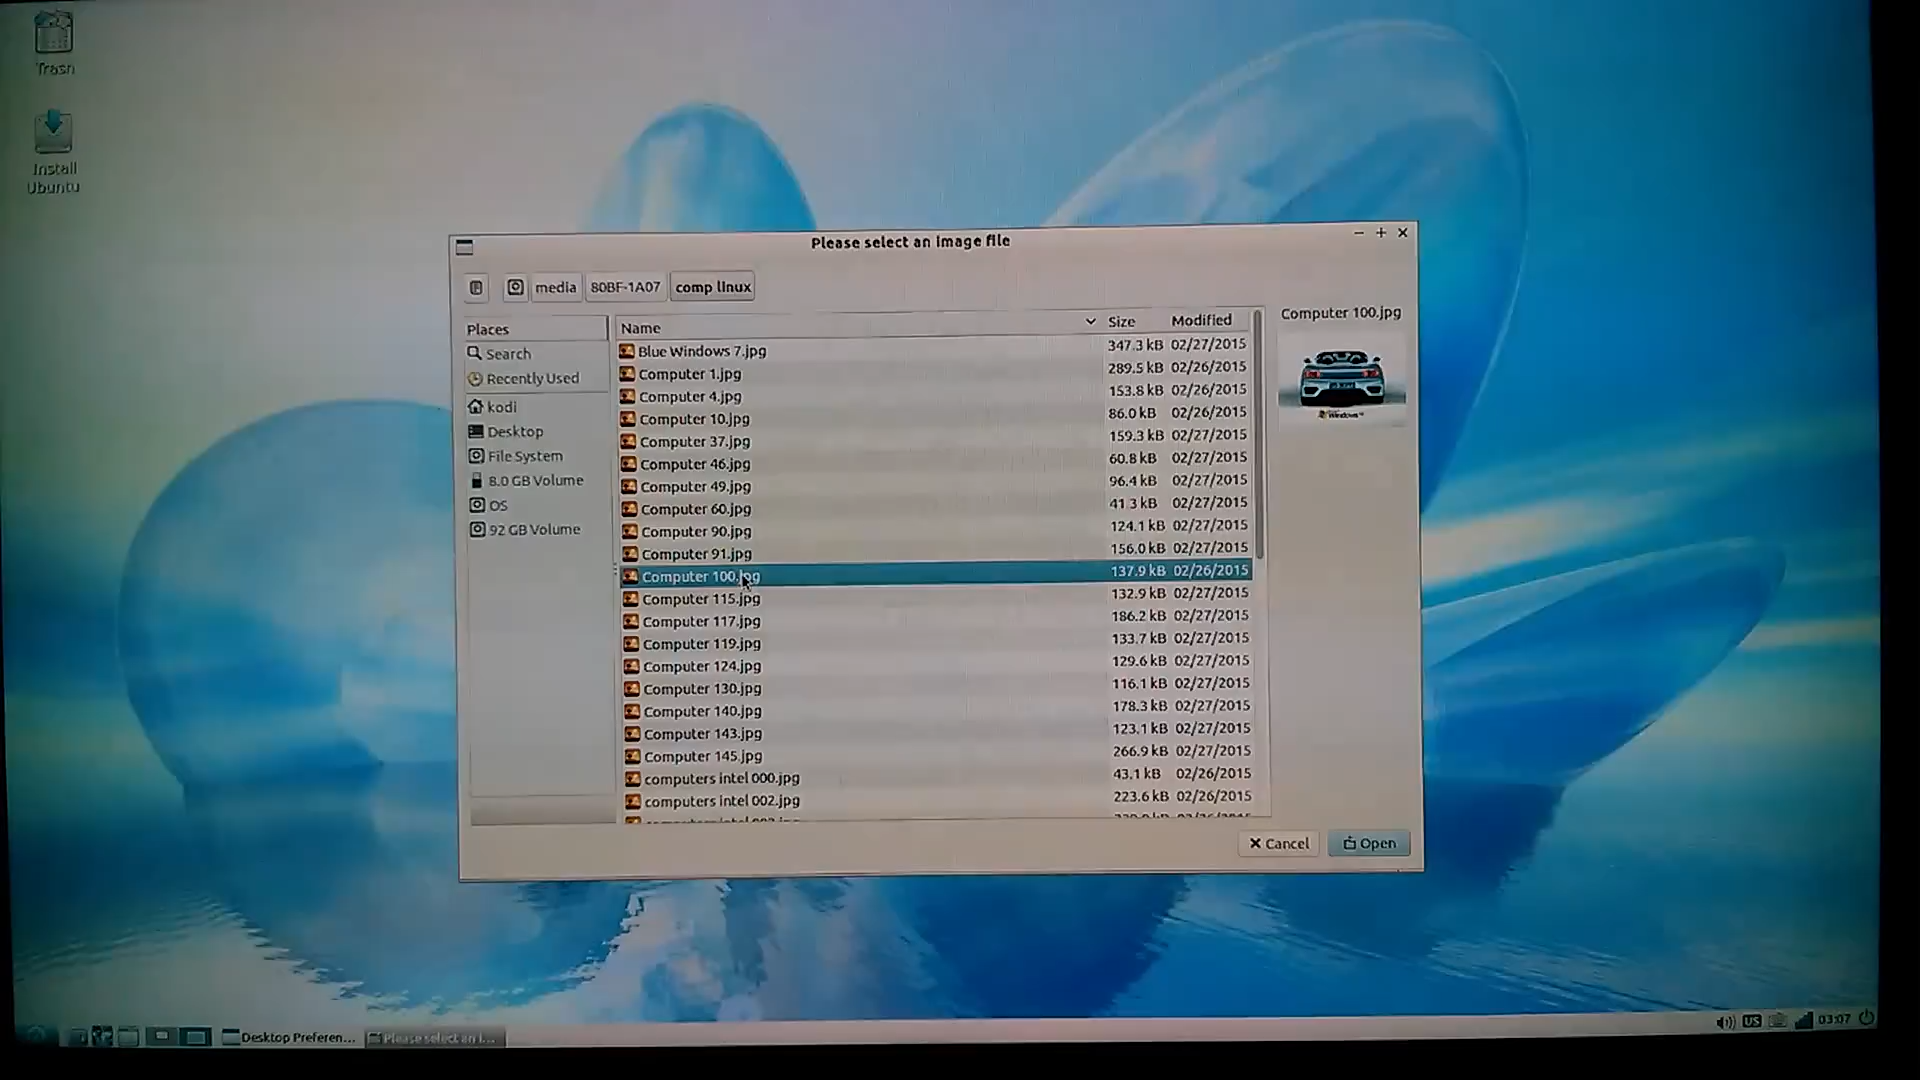 Trash
Install
Ubuntu
Please select an image file
media 80BF-1A07 comp linux
Places
Search
Recently Used
kodi
Desktop
File System
8.0 GB Volume
OS
92 GB Volume
Name Size Modified
Blue Windows 7.jpg 347.3 kB 02/27/2015
Computer 1.jpg 289.5 kB 02/26/2015
Computer 4.jpg 153.8 kB 02/26/2015
Computer 10.jpg 86.0 kB 02/26/2015
Computer 37.jpg 159.3 kB 02/27/2015
Computer 46.jpg 60.8 kB 02/27/2015
Computer 49.jpg 96.4 kB 02/27/2015
Computer 60.jpg 41.3 kB 02/27/2015
Computer 90.jpg 124.1 kB 02/27/2015
Computer 91.jpg 156.0 kB 02/27/2015
Computer 100.jpg 137.9 kB 02/26/2015
Computer 115.jpg 132.9 kB 02/27/2015
Computer 117.jpg 186.2 kB 02/27/2015
Computer 119.jpg 133.7 kB 02/27/2015
Computer 124.jpg 129.6 kB 02/27/2015
Computer 130.jpg 116.1 kB 02/27/2015
Computer 140.jpg 178.3 kB 02/27/2015
Computer 143.jpg 123.1 kB 02/27/2015
Computer 145.jpg 266.9 kB 02/27/2015
computers intel 000.jpg 43.1 kB 02/26/2015
computers intel 002.jpg 223.6 kB 02/26/2015
Computer 100.jpg
Windows
Cancel Open
Desktop Preferen...
Please select an i...
US 03:07